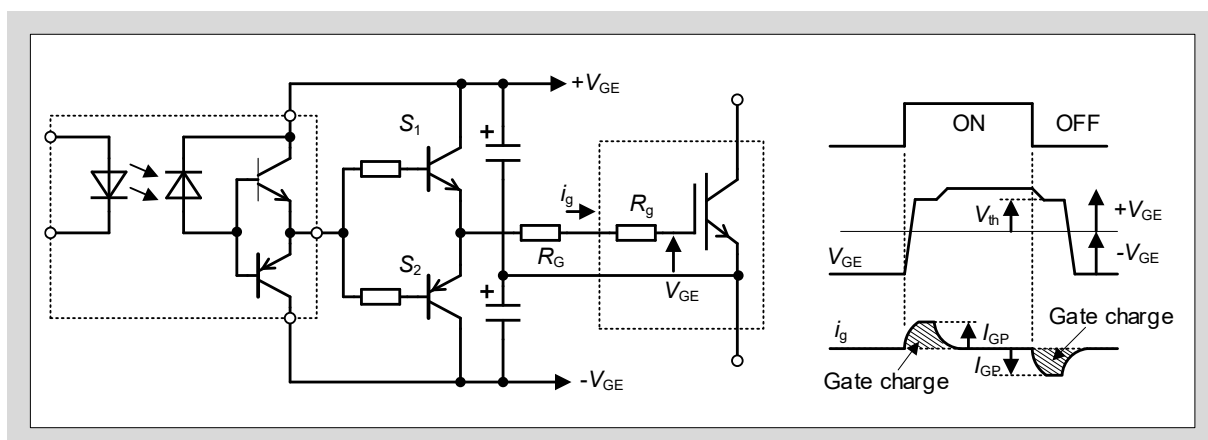 +VGE
S1
+
ig
Rg
RG
S2
VGE
+
-VGE
ON
OFF
Vth
+VGE
-VGE
VGE
ig
IGP
Gate charge
IGP
Gate charge